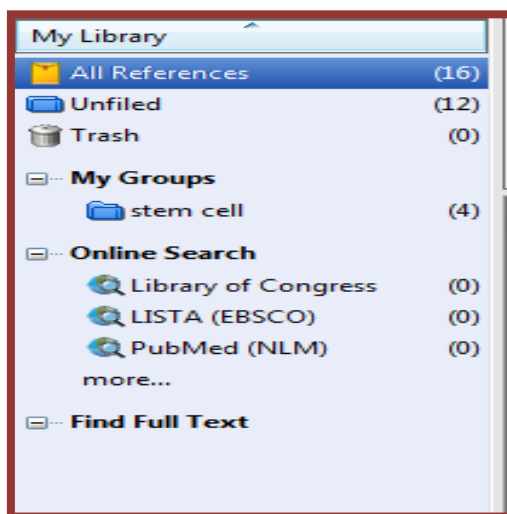 My Library
All References (16)
Unfiled (12)
Trash (0)
My Groups
stem cell (4)
Online Search
Library of Congress (0)
LISTA (EBSCO) (0)
PubMed (NLM) (0)
more...
Find Full Text